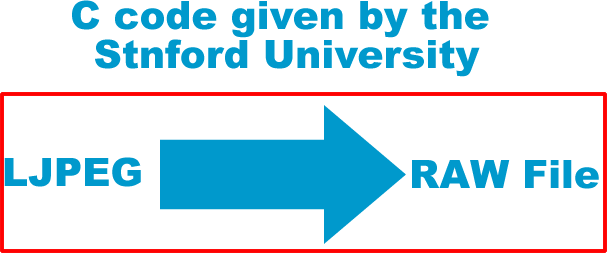 C code given by the
Stnford University
LJPEG
RAW File